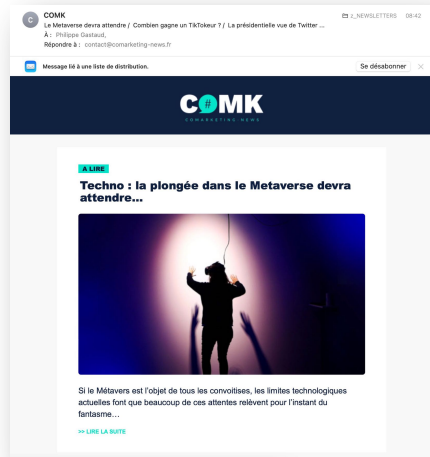 C
COMK
z_NEWSLETTERS 08:42
Le Metaverse devra attendre / Combien gagne un TikTokeur ? / La présidentielle vue de Twitter ...
À : Philippe Gastaud,
Répondre à : contact@comarketing-news.fr
Message lié à une liste de distribution.
Se désabonner
C#MK
COMARKETING NEWS
A LIRE
Techno : la plongée dans le Metaverse devra
attendre...
Si le Métavers est l'objet de tous les convoitises, les limites technologiques
actuelles font que beaucoup de ces attentes relèvent pour l'instant du
fantasme…
>> LIRE LA SUITE